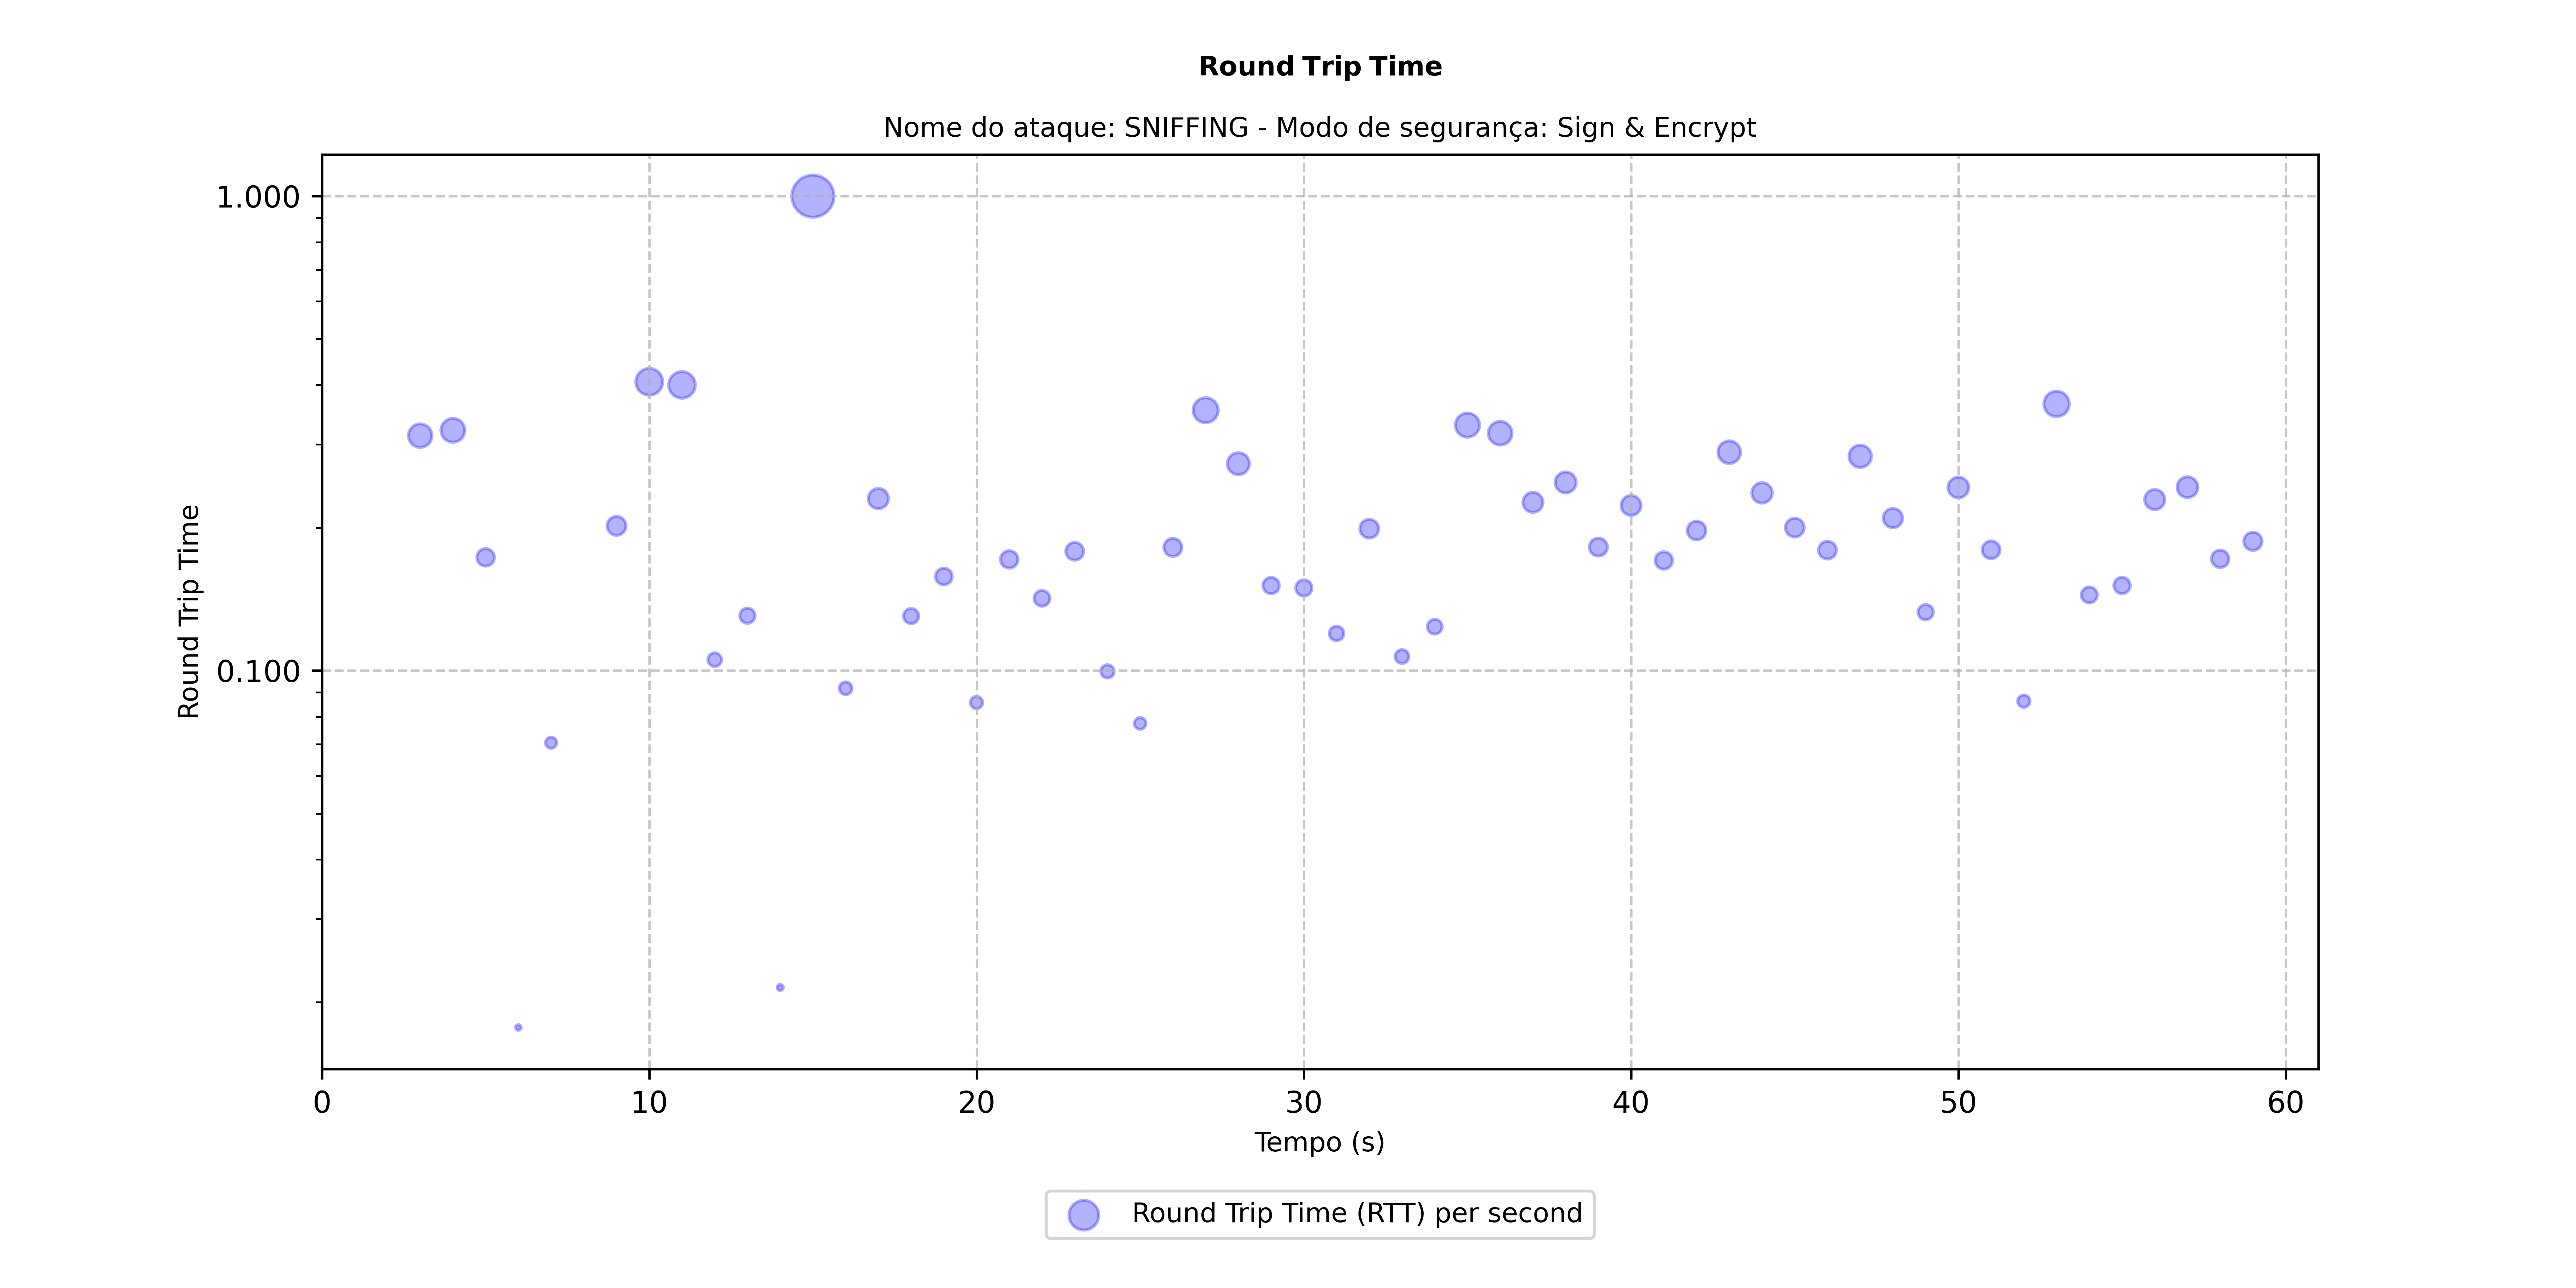 Round Trip Time
Nome do ataque: SNIFFING - Modo de segurança: Sign & Encrypt
Round Trip Time
1.000
0.100
0 10 20 30 40 50 60
Tempo (s)
Round Trip Time (RTT) per second